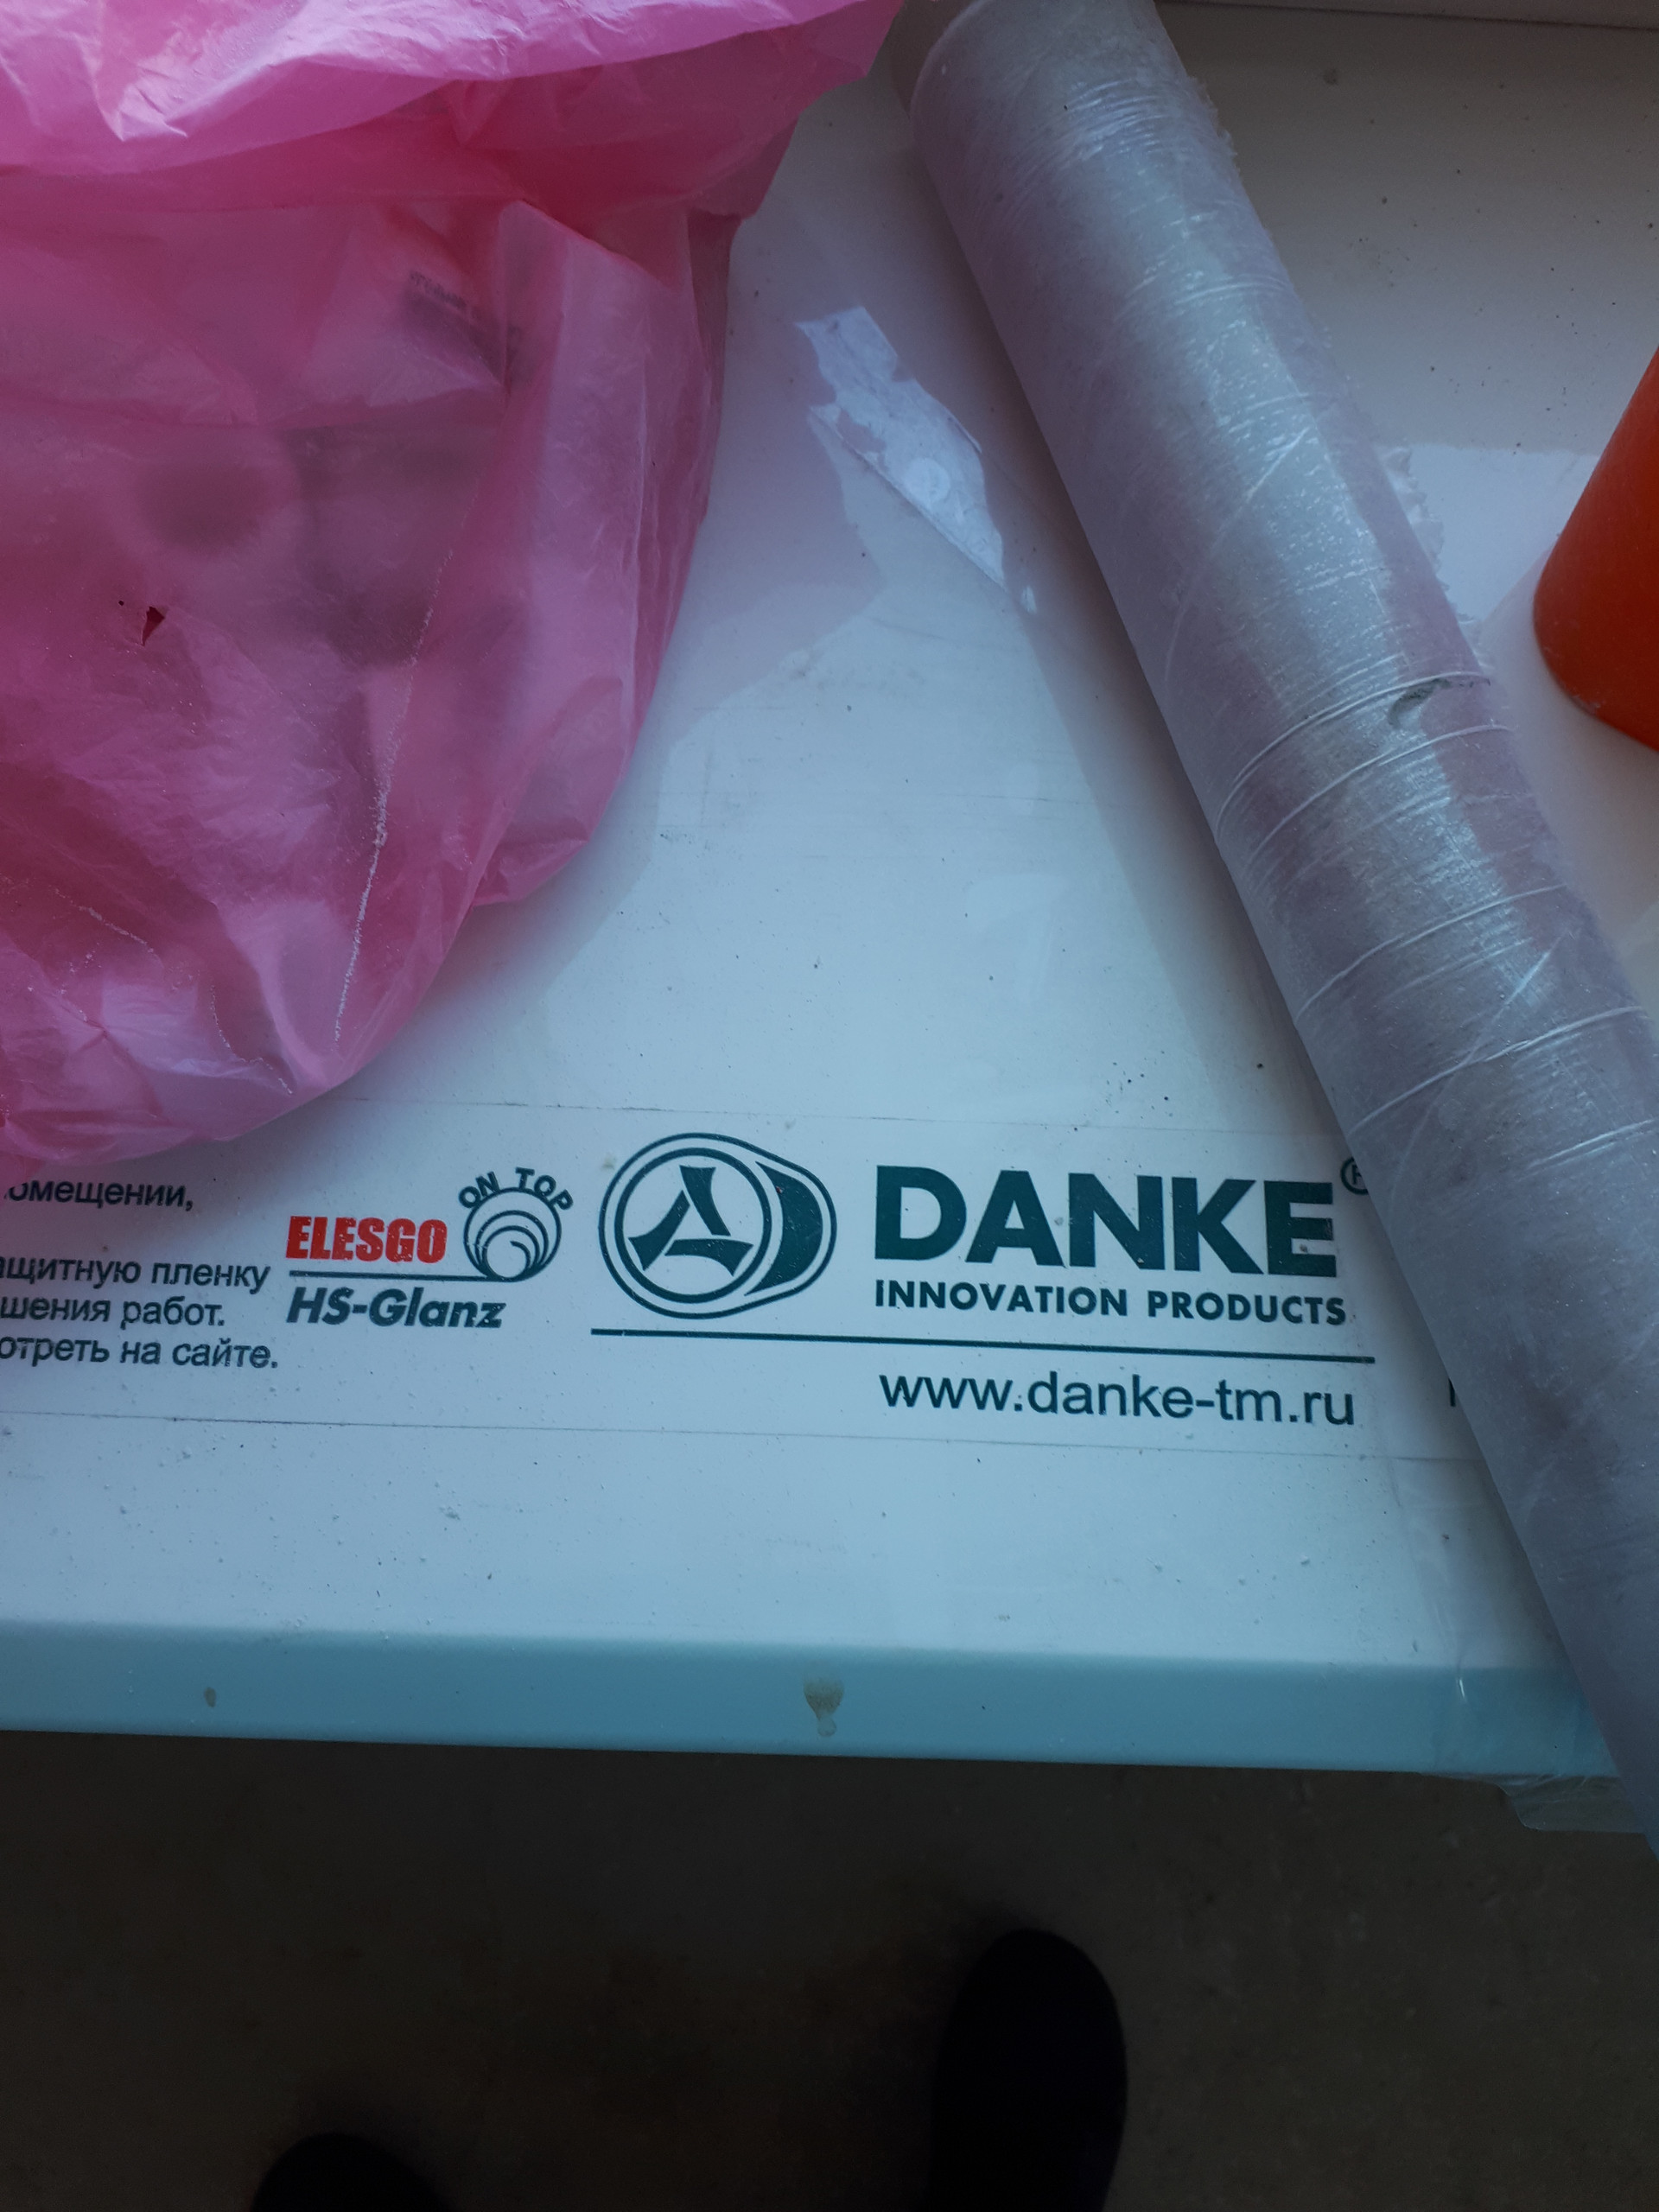 омещении,
ащитную пленку
шения работ.
отреть на сайте.
ELESGO
ON TOP
HS-Glanz
DANKE®
INNOVATION PRODUCTS
www.danke-tm.ru